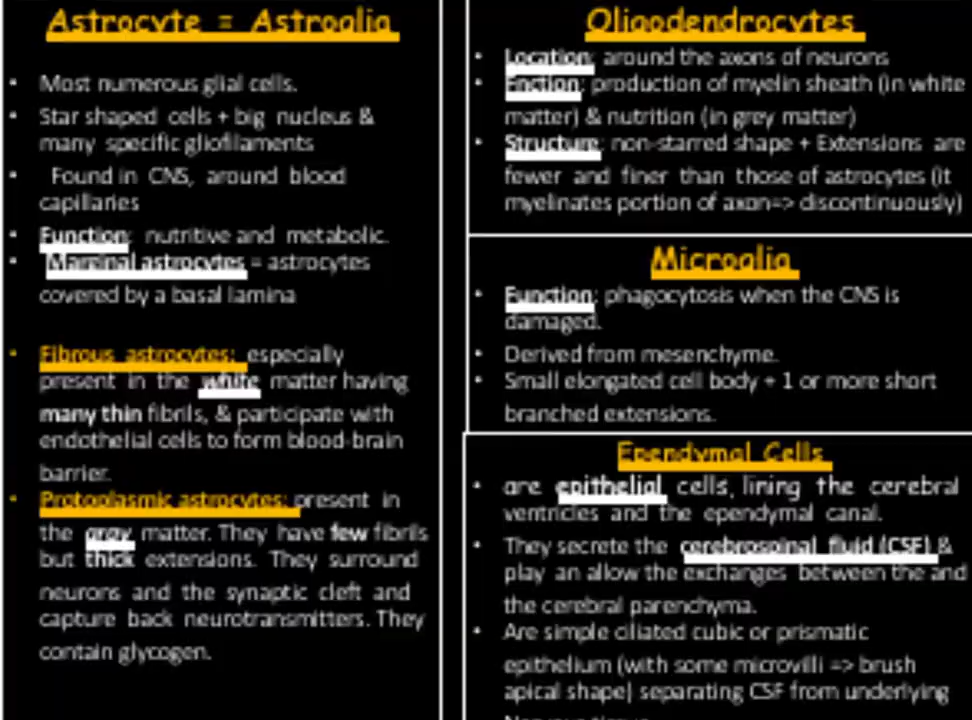 Astrocyte = Astroglia
• Most numerous glial cells.
• Star shaped cells + big nucleus &
many specific gliofilaments
• Found in CNS, around blood
capillaries
• Function: nutritive and metabolic.
• Marginal astrocytes = astrocytes
covered by a basal lamina
• Fibrous astrocytes: especially
present in the white matter having
many thin fibrils, & participate with
endothelial cells to form blood-brain
barrier.
• Protoplasmic astrocytes: present in
the gray matter. They have few fibrils
but thick extensions. They surround
neurons and the synaptic cleft and
capture back neurotransmitters. They
contain glycogen.
Oligodendrocytes
• Location: around the axons of neurons
• Fnction: production of myelin sheath (in white
matter) & nutrition (in grey matter)
• Structure: non-starred shape + Extensions are
fewer and finer than those of astrocytes (it
myelinates portion of axon=> discontinuously)
Microglia
• Function: phagocytosis when the CNS is
damaged.
• Derived from mesenchyme.
• Small elongated cell body + 1 or more short
branched extensions.
Ependymal Cells
• are epithelial cells, lining the cerebral
ventricles and the ependymal canal.
• They secrete the cerebrospinal fluid (CSF) &
play an allow the exchanges between the and
the cerebral parenchyma.
• Are simple ciliated cubic or prismatic
epithelium (with some microvilli => brush
apical shape) separating CSF from underlying